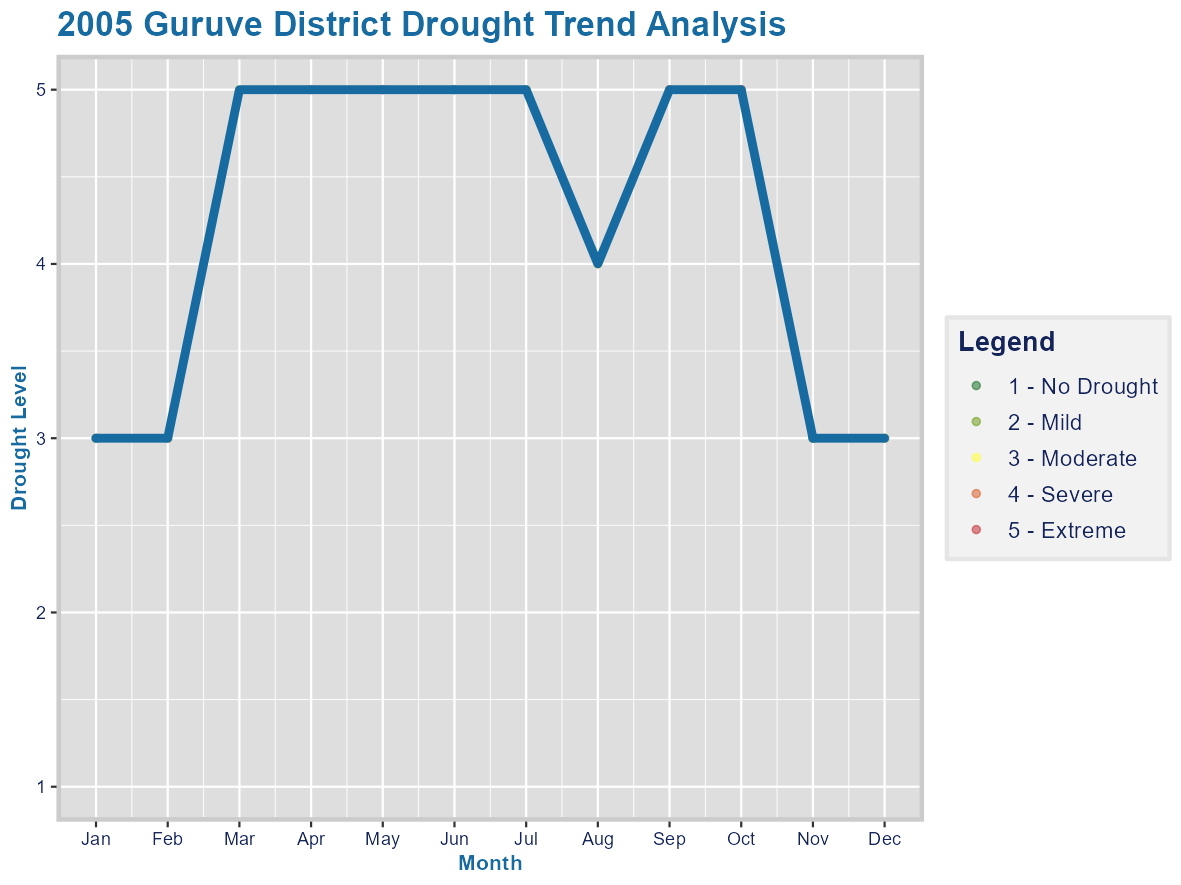 2005 Guruve District Drought Trend Analysis
Drought Level
5
4
3
2
1
Jan Feb Mar Apr May Jun Jul Aug Sep Oct Nov Dec
Month
Legend
1 - No Drought
2 - Mild
3 - Moderate
4 - Severe
5 - Extreme